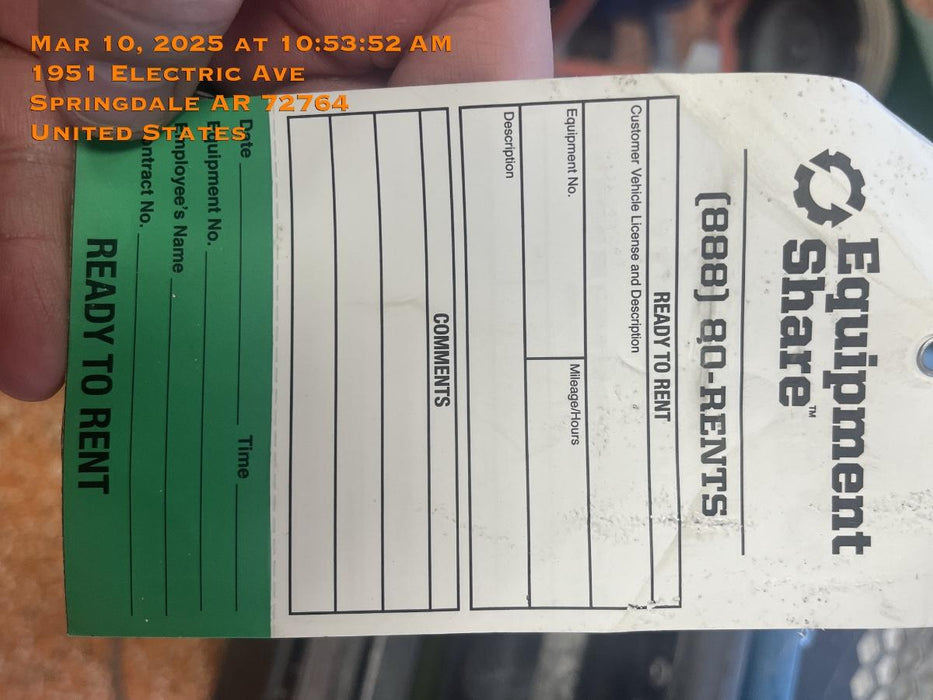 Mar 10, 2025 at 10:53:52 AM
1951 Electric Ave
Springdale AR 72764
United States
Equipment
Share™
(888) 80-RENTS
READY TO RENT
Customer Vehicle License and Description
Equipment No.
Mileage/Hours
Description
COMMENTS
Date Time
Equipment No.
Employee's Name
Contract No.
READY TO RENT